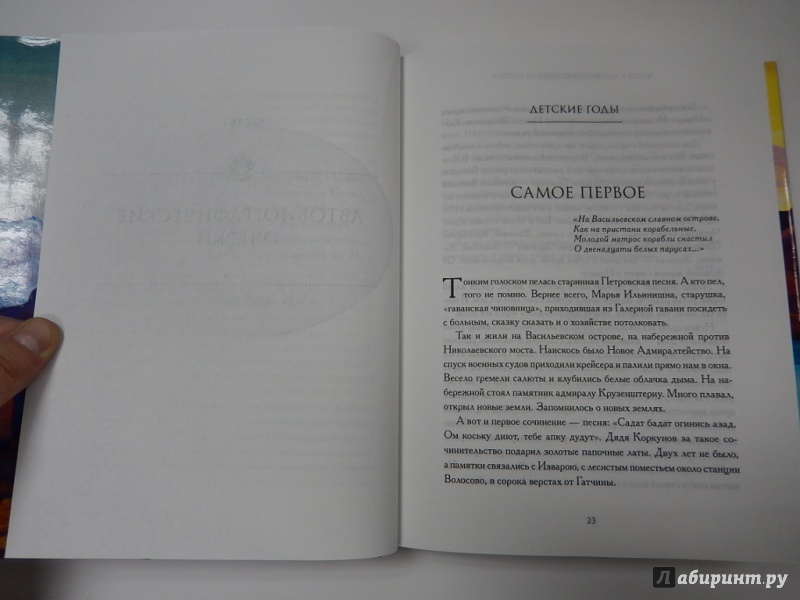 ДЕТСКИЕ ГОДЫ
САМОЕ ПЕРВОЕ
«На Васильевском славном острове,
Как на пристани корабельные,
Молодой матрос корабли снастил
О двенадцати белых парусах...»
Тонким голоском пелась старинная Петровская песня. А кто пел,
того не помню. Вернее всего, Марья Ильинишна, старушка,
«гаванская чиновница», приходившая из Галерной гавани посидеть
с больным, сказку сказать и о хозяйстве потолковать.
Так и жили на Васильевском острове, на набережной против
Николаевского моста. Наискось было Новое Адмиралтейство. На
спуск военных судов приходили крейсера и палили прямо нам в окна.
Весело гремели салюты и клубились белые облачка дыма. На на-
бережной стоял памятник адмиралу Крузенштерну. Много плавал,
открыл новые земли. Запомнилось о новых землях.
А вот и первое сочинение — песня: «Садат бадат огинись азад.
Ом коську диют, тебе апку дудут». Дядя Коркунов за такое со-
чинительство подарил золотые папочные латы. Двух лет не было,
а памятки связались с Изварою, с лесистым поместьем около станции
Волосово, в сорока верстах от Гатчины.
23
Лабиринт.ру
АВТОБИОГРАФИЧЕСКИЕ
ОЧЕРКИ